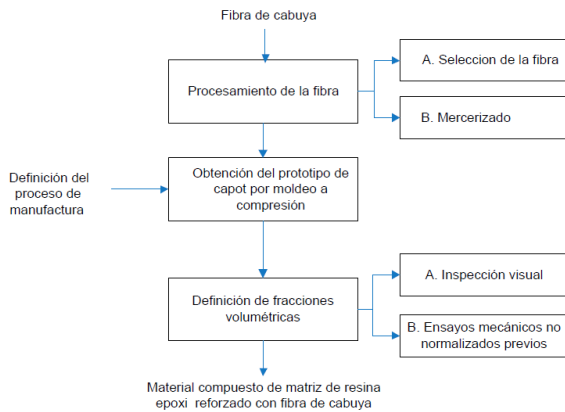 Fibra de cabuya
Procesamiento de la fibra
A. Seleccion de la fibra
B. Mercerizado
Definición del
proceso de
manufactura
Obtención del prototipo de
capot por moldeo a
compresión
Definición de fracciones
volumétricas
A. Inspección visual
B. Ensayos mecánicos no
normalizados previos
Material compuesto de matriz de resina
epoxi reforzado con fibra de cabuya